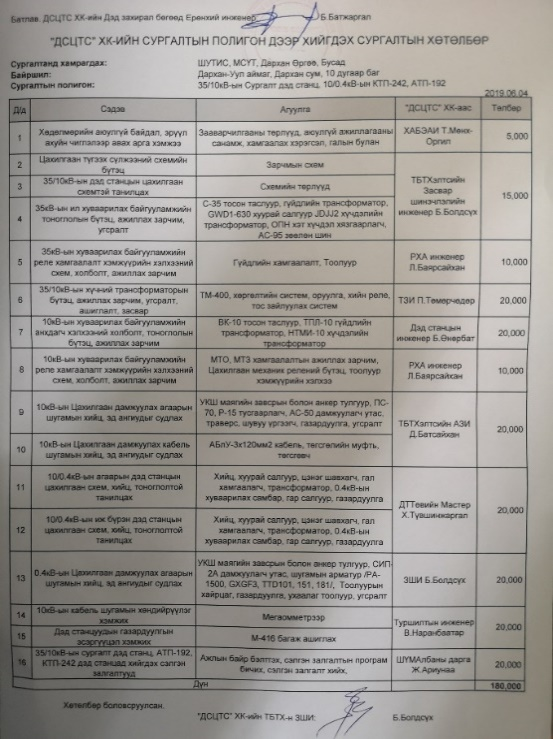 Батлав. ДСЦТС ХК-ийн Дэд захирал бөгөөд Ерөнхий инженер Б.Батжаргал
"ДСЦТС" ХК-ИЙН СУРГАЛТЫН ПОЛИГОН ДЭЭР ХИЙГДЭХ СУРГАЛТЫН ХӨТӨЛБӨР
Сургалтанд хамрагдах: ШУТИС, МСҮТ, Дархан Өргөө, Бусад
Байршил: Дархан-Уул аймаг, Дархан сум, 10 дугаар баг
Сургалтын полигон: 35/10кВ-ын Сургалт дэд станц, 10/0.4кВ-ын КТП-242, АТП-192
2019.06.04
Д/д Сэдэв Агуулга "ДСЦТС" ХК-аас Төлбөр
1 Хөдөлмөрийн аюулгүй байдал, эрүүл
ахуйн чиглэлээр авах арга хэмжээ
Зааварчилгааны төрлүүд, аюулгүй ажиллагааны
санамж, хамгаалах хэрэгсэл, галын булан
ХАБЭАИ Т.Мөнх-
Оргил
5,000
2 Цахилгаан түгээх сүлжээний схемийн
бүтэц
Зарчмын схем
3 35/10кВ-ын дэд станцын цахилгаан
схемтэй танилцах
Схемийн төрлүүд
4 35кВ-ын ил хуваарилах байгууламжийн
тоноглолын бүтэц, ажиллах зарчим,
угсралт
С-35 тосон таслуур, гүйдлийн трансформатор,
GWD1-630 хуурай салгуур JDJJ2 хүчдэлийн
трансформатор, ОПН хэт хүчдэл хязгаарлагч,
АС-95 зөөлөн шин
ТБТХэлтсийн
Засвар
шинэчлэлийн
инженер Б.Болдсүх
15,000
5 35кВ-ын хуварилах байгууламжийн
реле хамгаалалт хэмжүүрийн хэлхээний
схем, холболт, ажиллах зарчим
Гүйдлийн хамгаалалт, Тоолуур
РХА инженер
Л.Баярсайхан
10,000
6 35/10кВ-ын хүчний трансформаторын
бүтэц, ажиллах зарчим, угсралт,
ашиглалт, засвар
ТМ-400, хөргөлтийн систем, оруулга, хийн реле,
тос зайлуулах систем
ТЗИ П.Төмөрчөдөр
20,000
7 10кВ-ын хуварилах байгууламжийн
анхдагч хэлхээний холболт, тоноглолын
бүтэц, ажиллах зарчим
ВК-10 тосон таслуур, ТПЛ-10 гүйдлийн
трансформатор, НТМИ-10 хүчдэлийн
трансформатор
Дэд станцын
инженер Б.Өнөрбат
20,000
8 10кВ-ын хуварилах байгууламжийн
реле хамгаалалт хэмжүүрийн хэлхээний
схем, ажиллах зарчим
МТО, МТЗ хамгаалалтын ажиллах зарчим,
Цахилгаан механик релений бүтэц, тоолуур
хэмжүүрийн хэлхээ
РХА инженер
Л.Баярсайхан
10,000
9 10кВ-ын Цахилгаан дамжуулах агаарын
шугамын хийц, эд ангиудыг судлах
УКШ маягийн завсрын болон анкер тулгуур, ПС-
70, Р-15 тусгаарлагч, АС-50 дамжуулагч утас,
траверс, шувуу үргээгч, газардуулга, угсралт
10 10кВ-ын Цахилгаан дамжуулах кабель
шугамын хийц, эд ангиудыг судлах
АБлУ-3х120мм2 кабель, төгсгөлийн муфть,
төгсгөвч
ТБТХэлтсийн АЗИ
Д.Батсайхан
20,000
11 10/0.4кВ-ын агаарын дэд станцын
цахилгаан схем, хийц, тоноглолтой
танилцах
Хийц, хуурай салгуур, цэнэг шавхагч, гал
хамгаалагч, трансформатор, 0.4кВ-ын
хуваарилах самбар, гар салгуур, газардуулга
12 10/0.4кВ-ын иж бүрэн дэд станцын
цахилгаан схем, хийц, тоноглолтой
танилцах
Хийц, хуурай салгуур, цэнэг шавхагч, гал
хамгаалагч, трансформатор, 0.4кВ-ын
хуваарилах самбар, гар салгуур, газардуулга
ДТТөвийн Мастер
Х.Түвшинжаргал
20,000
13 0.4кВ-ын Цахилгаан дамжуулах агаарын
шугамын хийц, эд ангиудыг судлах
УКШ маягийн завсрын болон анкер тулгуур, СИП-
2А дамжуулагч утас, шугамын арматур /РА-
1500, GXGF3, TTD101, 151, 181/, Тоолуурын
хайрцаг, газардуулга, ухаалаг тоолуур, угсралт
ЗШИ Б.Болдсүх
20,000
14 10кВ-ын кабель шугамын хөндийрүүлэг
хэмжих
Мегаомметрээр
15 Дэд станцуудын газардуулгын
эсэргүүцэл хэмжих
М-416 багаж ашиглах
Туршилтын инженер
В.Наранбаатар
20,000
16 35/10кВ-ын сургалт дэд станц, АТП-192,
КТП-242 дэд станцад хийгдэх сэлгэн
залгалтууд
Ажлын байр бэлтгэх, сэлгэн залгалтын програм
бичих, сэлгэн залгалт хийх,
ШУМАлбаны дарга
Ж.Ариунаа
20,000
Дүн 180,000
Хөтөлбөр боловсруулсан.
"ДСЦТС" ХК-ийн ТБТХ-н ЗШИ: Б.Болдсүх